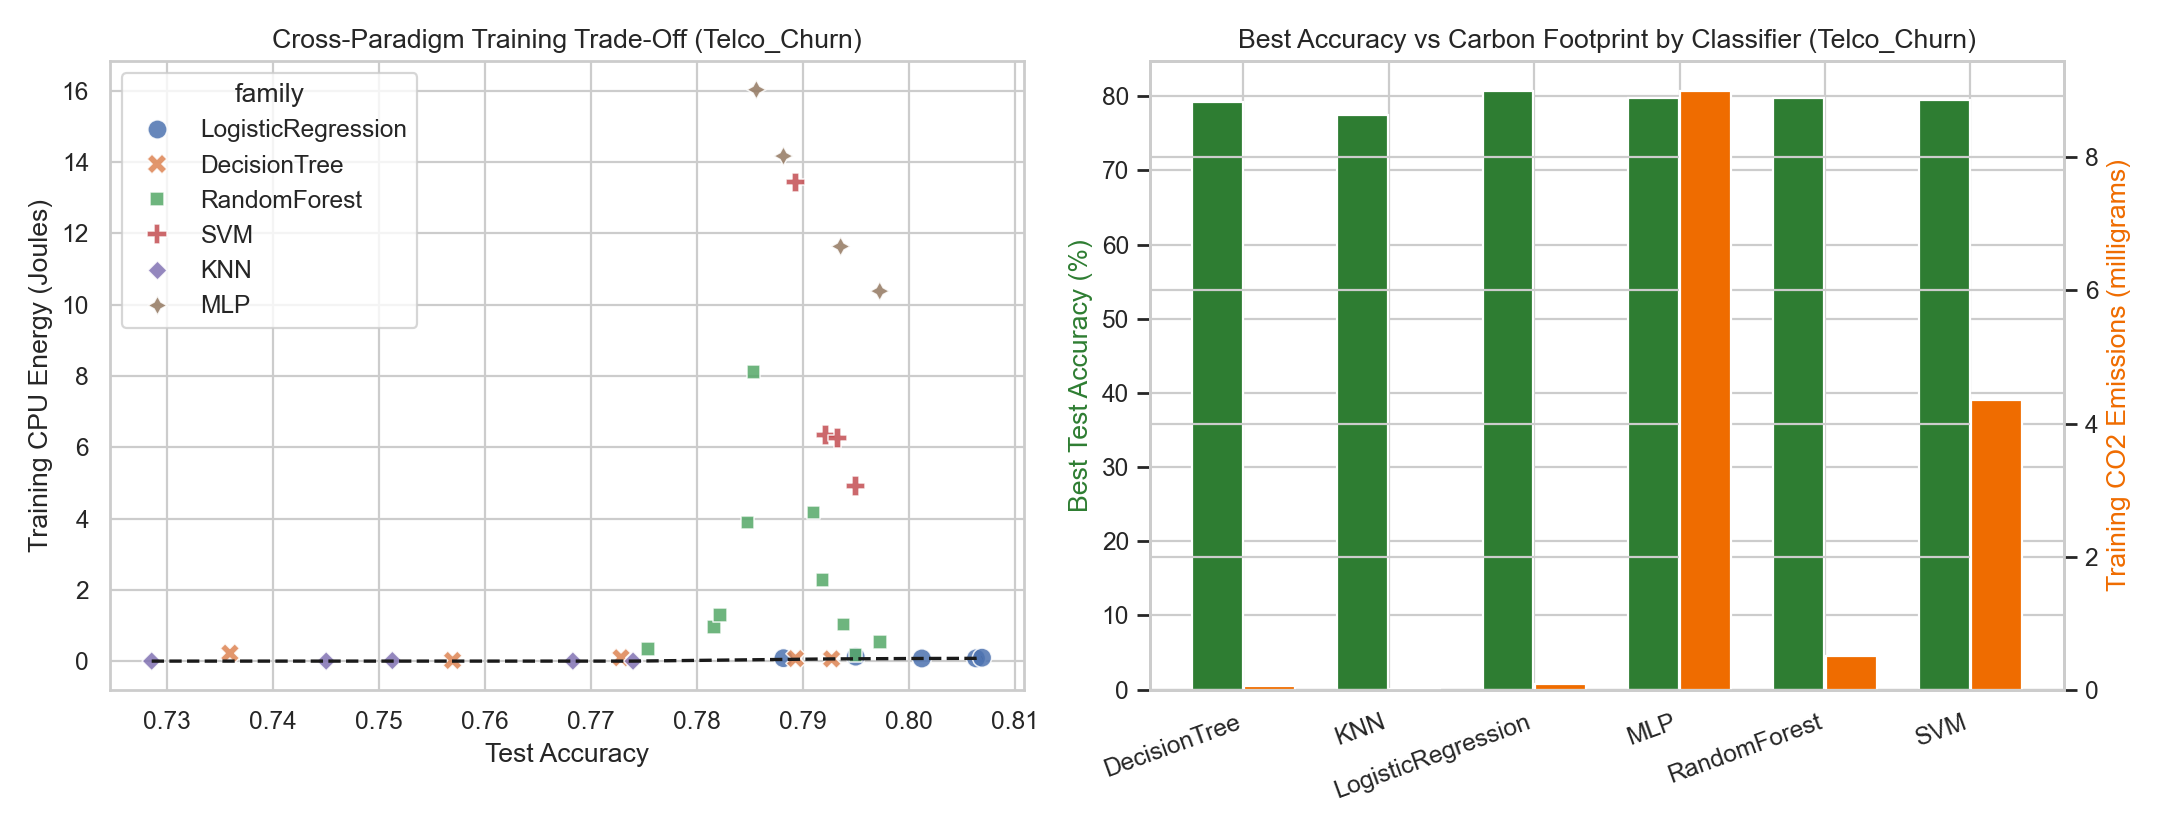 Cross-Paradigm Training Trade-Off (Telco_Churn)
Training CPU Energy (Joules)
16
14
12
10
8
6
4
2
0
family
LogisticRegression
DecisionTree
RandomForest
SVM
KNN
MLP
0.73 0.74 0.75 0.76 0.77 0.78 0.79 0.80 0.81
Test Accuracy
Best Accuracy vs Carbon Footprint by Classifier (Telco_Churn)
Best Test Accuracy (%)
80
70
60
50
40
30
20
10
0
DecisionTree KNN LogisticRegression MLP RandomForest SVM
8
6
4
2
0
Training CO2 Emissions (milligrams)